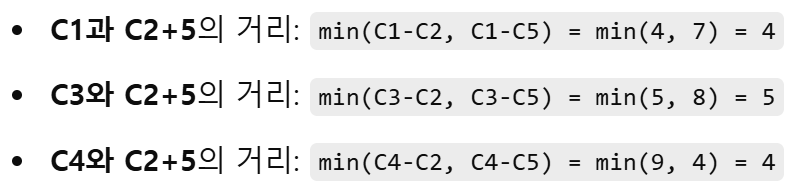 • C1과 C2+5의 거리: min(C1-C2, C1-C5) = min(4, 7) = 4
• C3와 C2+5의 거리: min(C3-C2, C3-C5) = min(5, 8) = 5
• C4와 C2+5의 거리: min(C4-C2, C4-C5) = min(9, 4) = 4